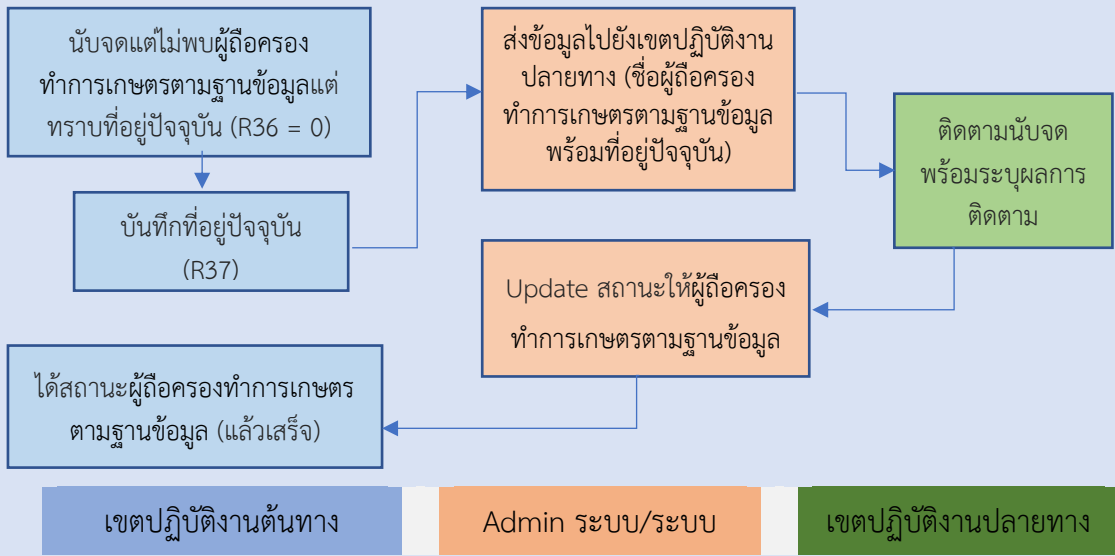 นับจดแต่ไม่พบผู้ถือครอง
ทำการเกษตรตามฐานข้อมูลแต่
ทราบที่อยู่ปัจจุบัน (R36 = 0)
บันทึกที่อยู่ปัจจุบัน
(R37)
ส่งข้อมูลไปยังเขตปฏิบัติงาน
ปลายทาง (ชื่อผู้ถือครอง
ทำการเกษตรตามฐานข้อมูล
พร้อมที่อยู่ปัจจุบัน)
ติดตามนับจด
พร้อมระบุผลการ
ติดตาม
Update สถานะให้ผู้ถือครอง
ทำการเกษตรตามฐานข้อมูล
ได้สถานะผู้ถือครองทำการเกษตร
ตามฐานข้อมูล (แล้วเสร็จ)
เขตปฏิบัติงานต้นทาง
Admin ระบบ/ระบบ
เขตปฏิบัติงานปลายทาง